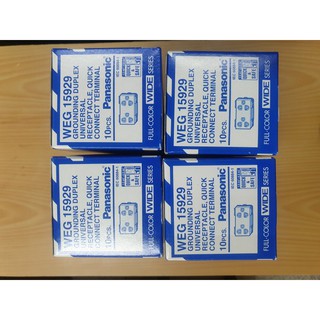 WEG 15929
GROUNDING DUPLEX
UNIVERSAL
RECEPTACLE, QUICK
CONNECT TERMINAL
10pcs. Panasonic
FULL-COLOR WIDE SERIES
WEG 15929
GROUNDING DUPLEX
UNIVERSAL
RECEPTACLE, QUICK
CONNECT TERMINAL
10pcs. Panasonic
FULL-COLOR WIDE SERIES
WEG 15929
GROUNDING DUPLEX
UNIVERSAL
RECEPTACLE, QUICK
CONNECT TERMINAL
10pcs. Panasonic
FULL-COLOR WIDE SERIES
WEG 15929
GROUNDING DUPLEX
UNIVERSAL
RECEPTACLE, QUICK
CONNECT TERMINAL
10pcs. Panasonic
FULL-COLOR WIDE SERIES